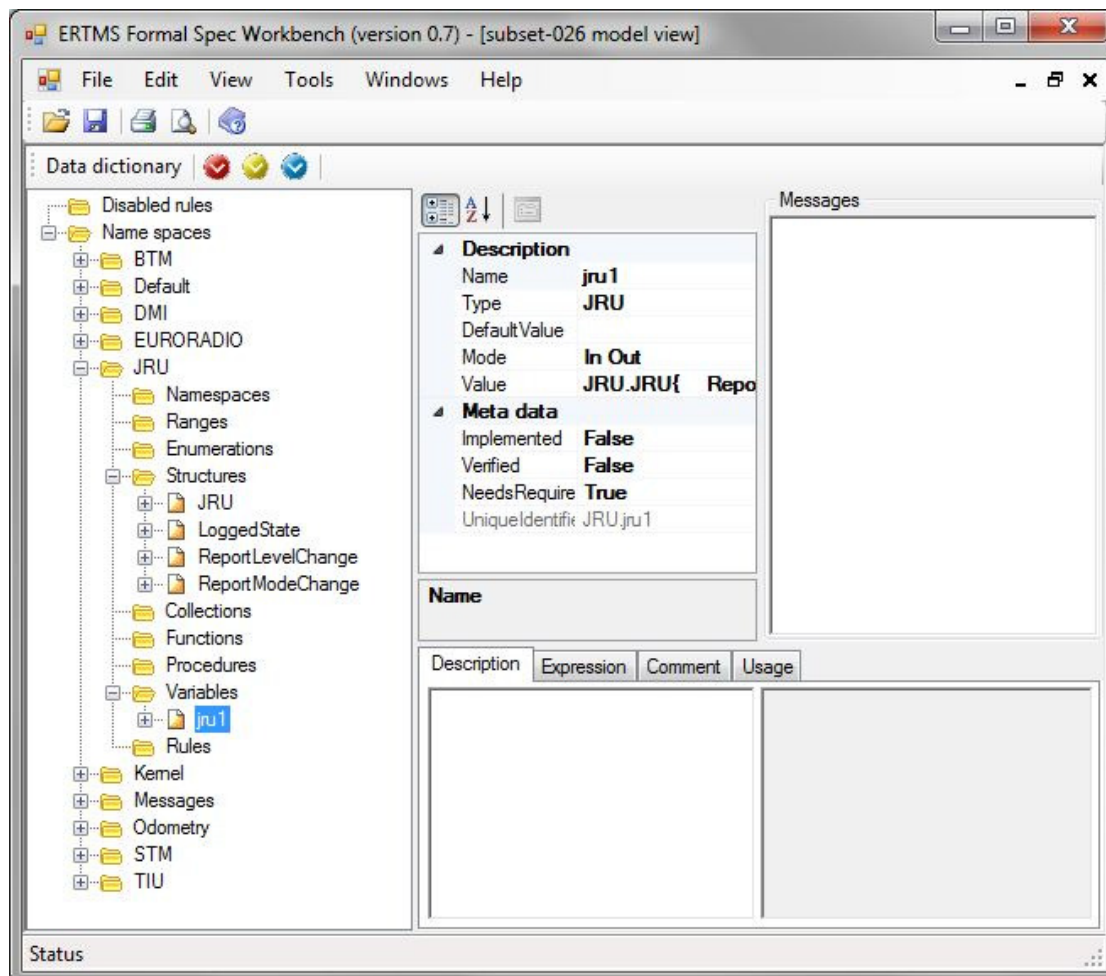 ERTMS Formal Spec Workbench (version 0.7) - [subset-026 model view]
File Edit View Tools Windows Help
Data dictionary
Disabled rules
Name spaces
BTM
Default
DMI
EURORADIO
JRU
Namespaces
Ranges
Enumerations
Structures
JRU
LoggedState
ReportLevelChange
ReportModeChange
Collections
Functions
Procedures
Variables
jru1
Rules
Kernel
Messages
Odometry
STM
TIU
Description
Name jru1
Type JRU
DefaultValue
Mode In Out
Value JRU.JRU{ Repo
Meta data
Implemented False
Verified False
NeedsRequire True
UniqueIdentifie JRU.jru1
Name
Messages
Description Expression Comment Usage
Status